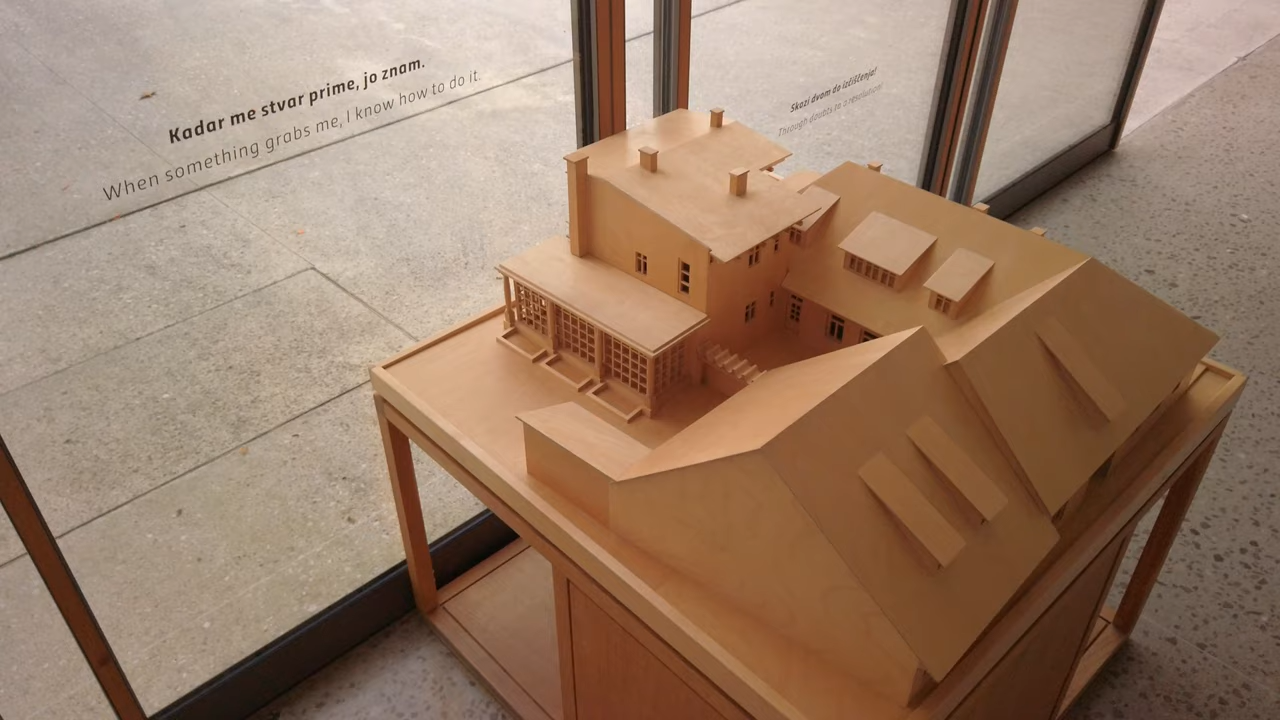 Kadar me stvar prime, jo znam.
When something grabs me, I know how to do it.
Skozi dvom do izčiščenja!
Through doubts to a resolution!